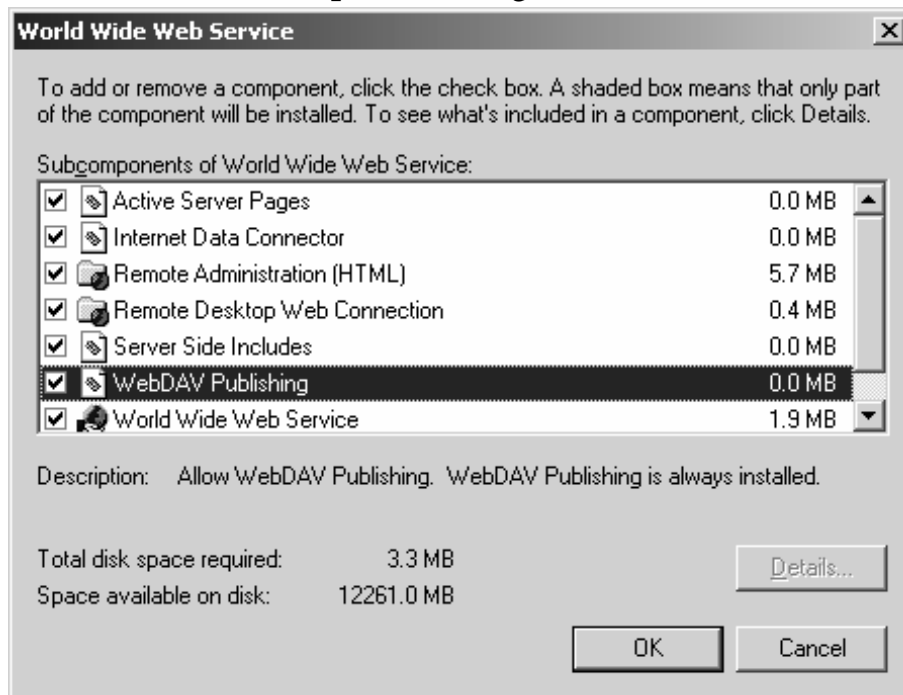 World Wide Web Service
To add or remove a component, click the check box. A shaded box means that only part
of the component will be installed. To see what's included in a component, click Details.
Subcomponents of World Wide Web Service:
Active Server Pages 0.0 MB
Internet Data Connector 0.0 MB
Remote Administration (HTML) 5.7 MB
Remote Desktop Web Connection 0.4 MB
Server Side Includes 0.0 MB
WebDAV Publishing 0.0 MB
World Wide Web Service 1.9 MB
Description: Allow WebDAV Publishing. WebDAV Publishing is always installed.
Total disk space required: 3.3 MB
Details...
Space available on disk: 12261.0 MB
OK Cancel